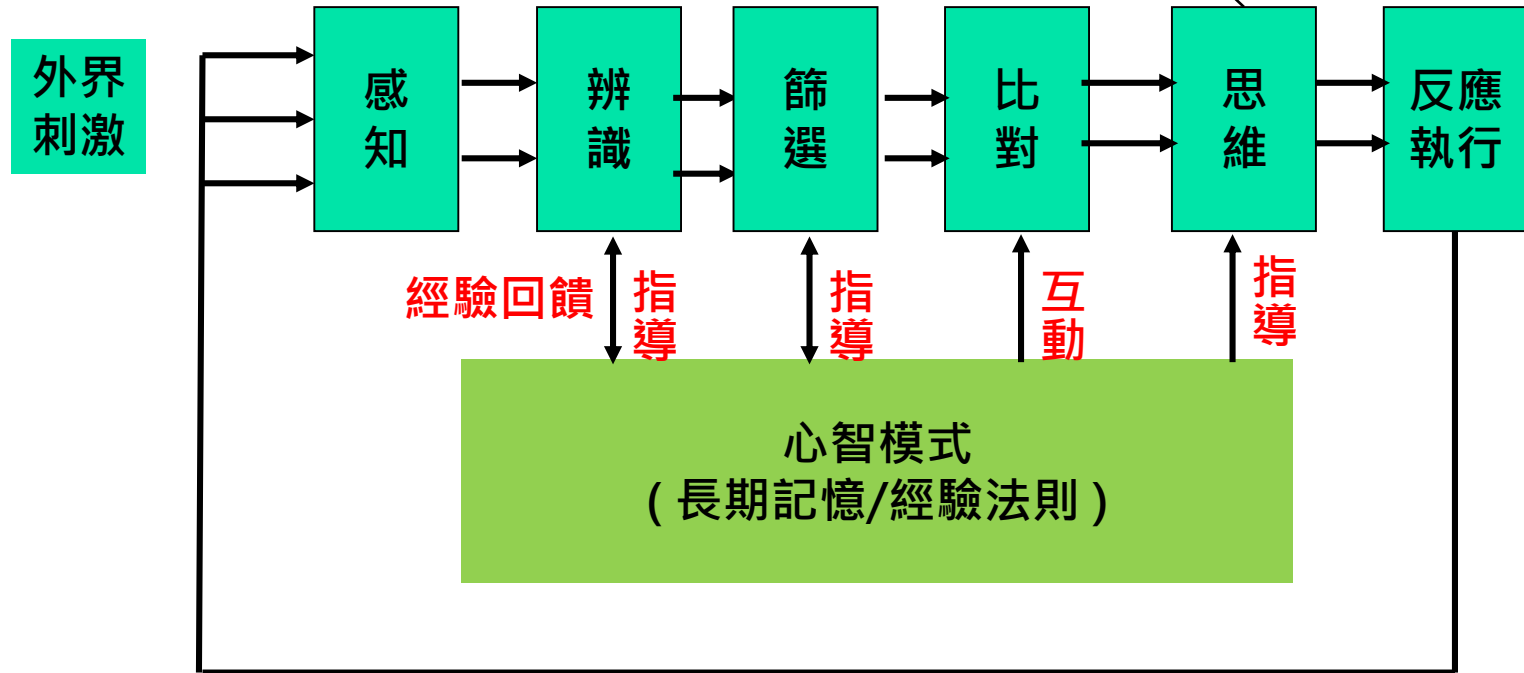 外界
刺激
感
知
辨
識
篩
選
比
對
思
維
反應
執行
經驗回饋
指
導
指
導
互
動
指
導
心智模式
(長期記憶/經驗法則)